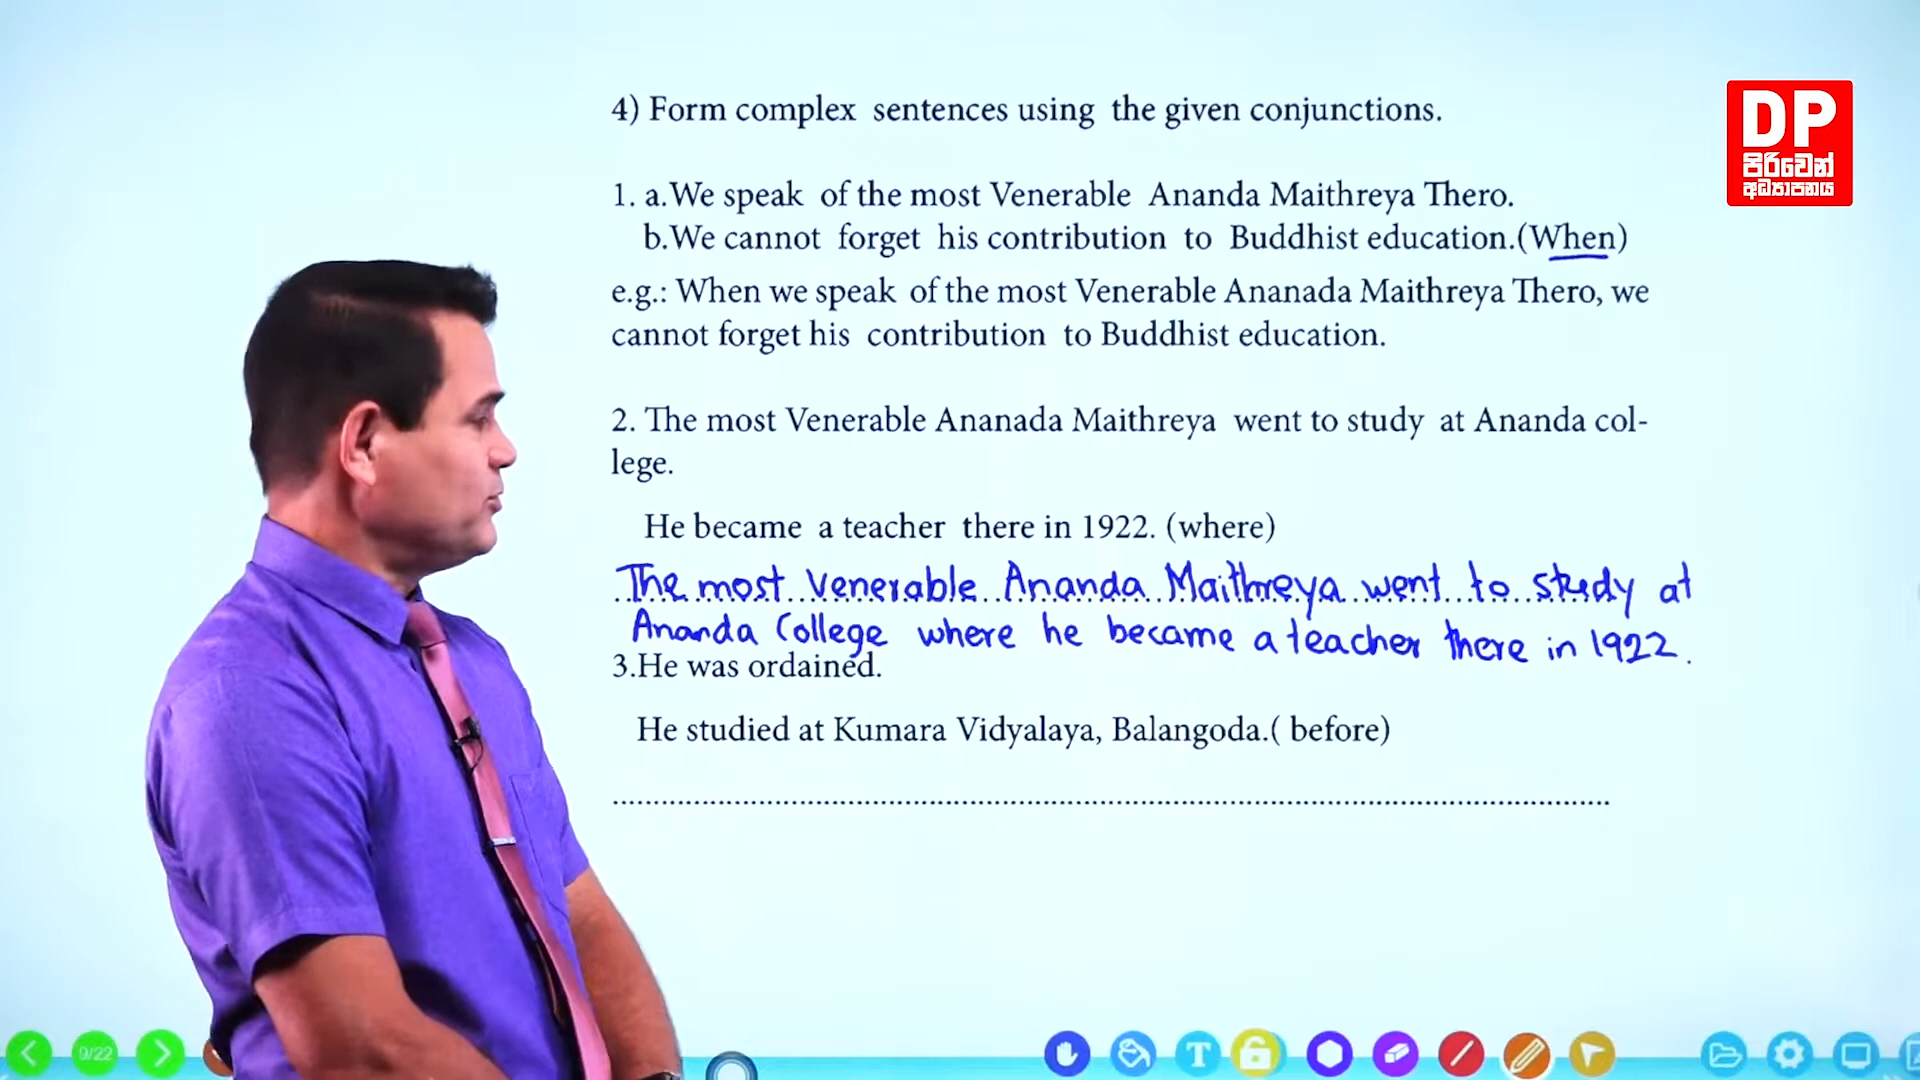 4) Form complex sentences using the given conjunctions.
DP
පිරිවෙන්
අධ්‍යාපනය
1. a.We speak of the most Venerable Ananda Maithreya Thero.
b.We cannot forget his contribution to Buddhist education.(When)
e.g.: When we speak of the most Venerable Ananada Maithreya Thero, we
cannot forget his contribution to Buddhist education.
2. The most Venerable Ananada Maithreya went to study at Ananda col-
lege.
He became a teacher there in 1922. (where)
The most Venerable Ananda Maithreya went to study at
Ananda College where he became a teacher there in 1922.
3.He was ordained.
He studied at Kumara Vidyalaya, Balangoda.( before)
9/22
T